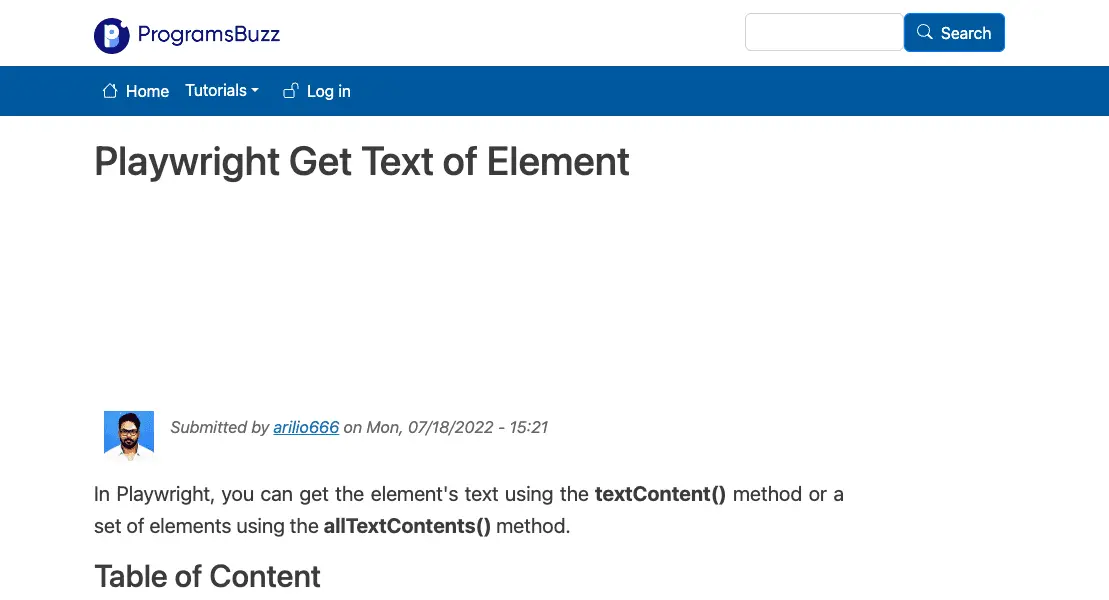 ProgramsBuzz
Search
Home Tutorials Log in
Playwright Get Text of Element
Submitted by arilio666 on Mon, 07/18/2022 - 15:21
In Playwright, you can get the element's text using the textContent() method or a
set of elements using the allTextContents() method.
Table of Content